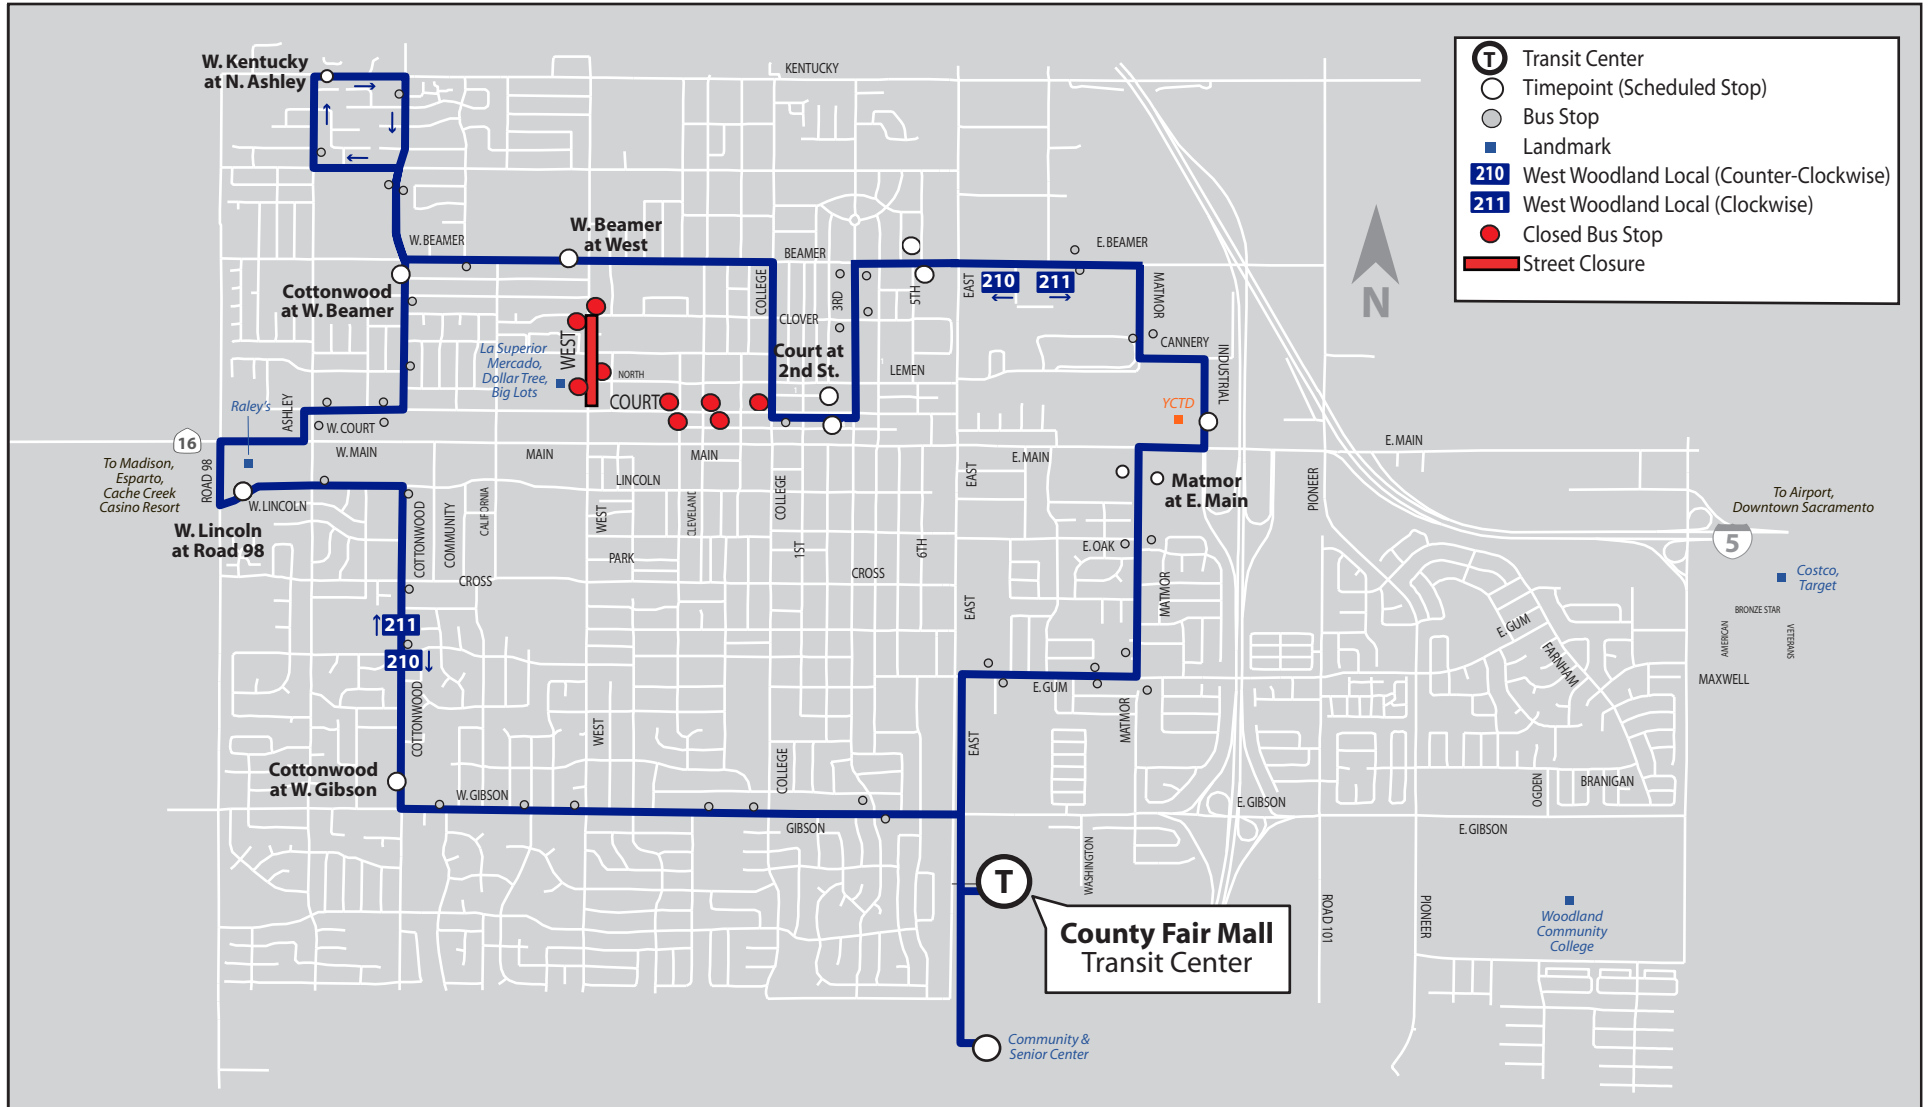 W. Kentucky
at N. Ashley
KENTUCKY
T
Transit Center
Timepoint (Scheduled Stop)
Bus Stop
Landmark
210
West Woodland Local (Counter-Clockwise)
211
West Woodland Local (Clockwise)
Closed Bus Stop
Street Closure
N
W. BEAMER
W. Beamer
at West
BEAMER
E. BEAMER
Cottonwood
at W. Beamer
COLLEGE
3RD
5TH
EAST
210
211
MATMOR
CLOVER
CANNERY
INDUSTRIAL
WEST
La Superior
Mercado,
Dollar Tree,
Big Lots
NORTH
Court at
2nd St.
LEMEN
COURT
YCTD
Raley's
ASHLEY
W. COURT
16
W. MAIN
MAIN
MAIN
E. MAIN
E. MAIN
To Madison,
Esparto,
Cache Creek
Casino Resort
ROAD 98
W. LINCOLN
LINCOLN
W. Lincoln
at Road 98
COTTONWOOD
COMMUNITY
CALIFORNIA
WEST
CLEVELAND
COLLEGE
EAST
Matmor
at E. Main
PIONEER
To Airport,
Downtown Sacramento
5
PARK
1ST
6TH
E. OAK
CROSS
CROSS
MATMOR
EAST
Costco,
Target
BRONZE STAR
AMERICAN
VETERANS
MAXWELL
E. GUM
FARNHAM
211
210
COTTONWOOD
WEST
COLLEGE
EAST
E. GUM
MATMOR
Cottonwood
at W. Gibson
W. GIBSON
GIBSON
E. GIBSON
OGDEN
BRANIGAN
E. GIBSON
WASHINGTON
T
County Fair Mall
Transit Center
ROAD 101
PIONEER
Woodland
Community
College
Community &
Senior Center